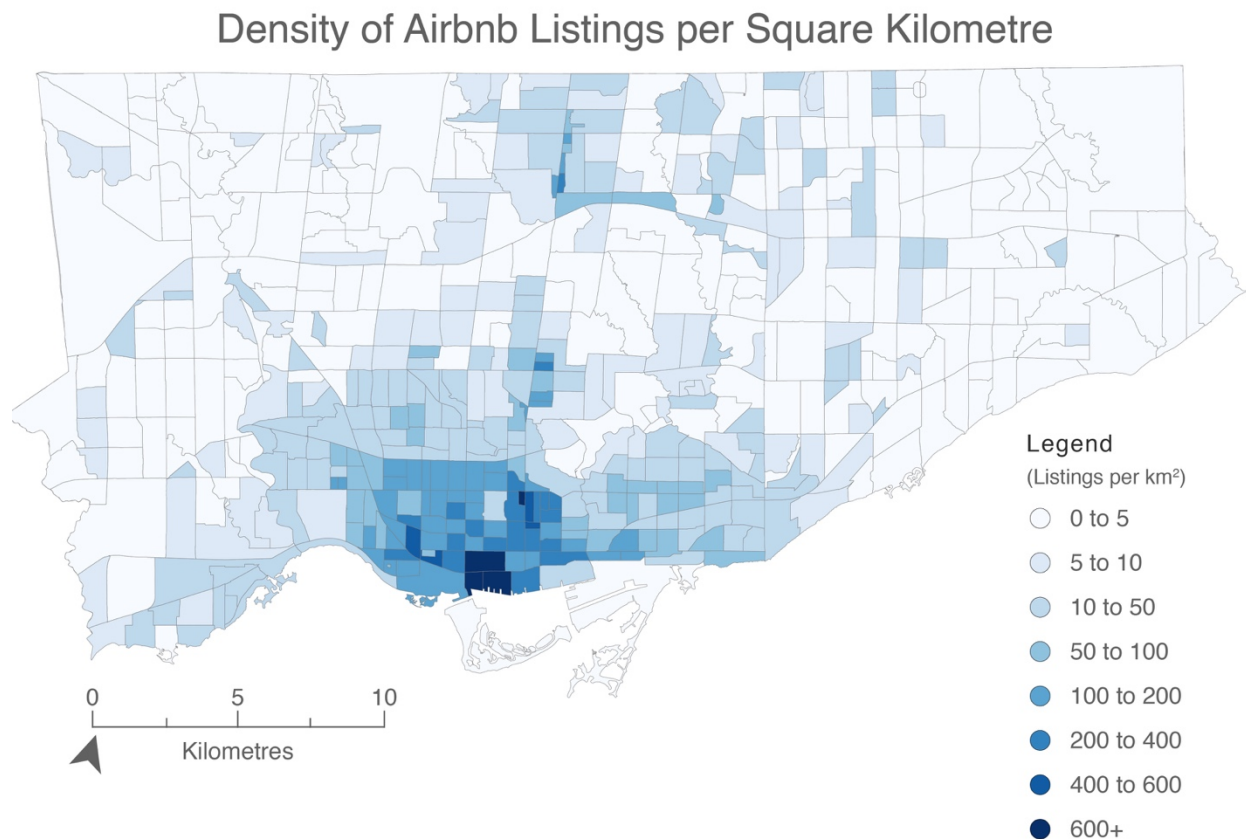 Density of Airbnb Listings per Square Kilometre
Legend
(Listings per km²)
0 to 5
5 to 10
10 to 50
50 to 100
100 to 200
200 to 400
400 to 600
600+
0 5 10
Kilometres